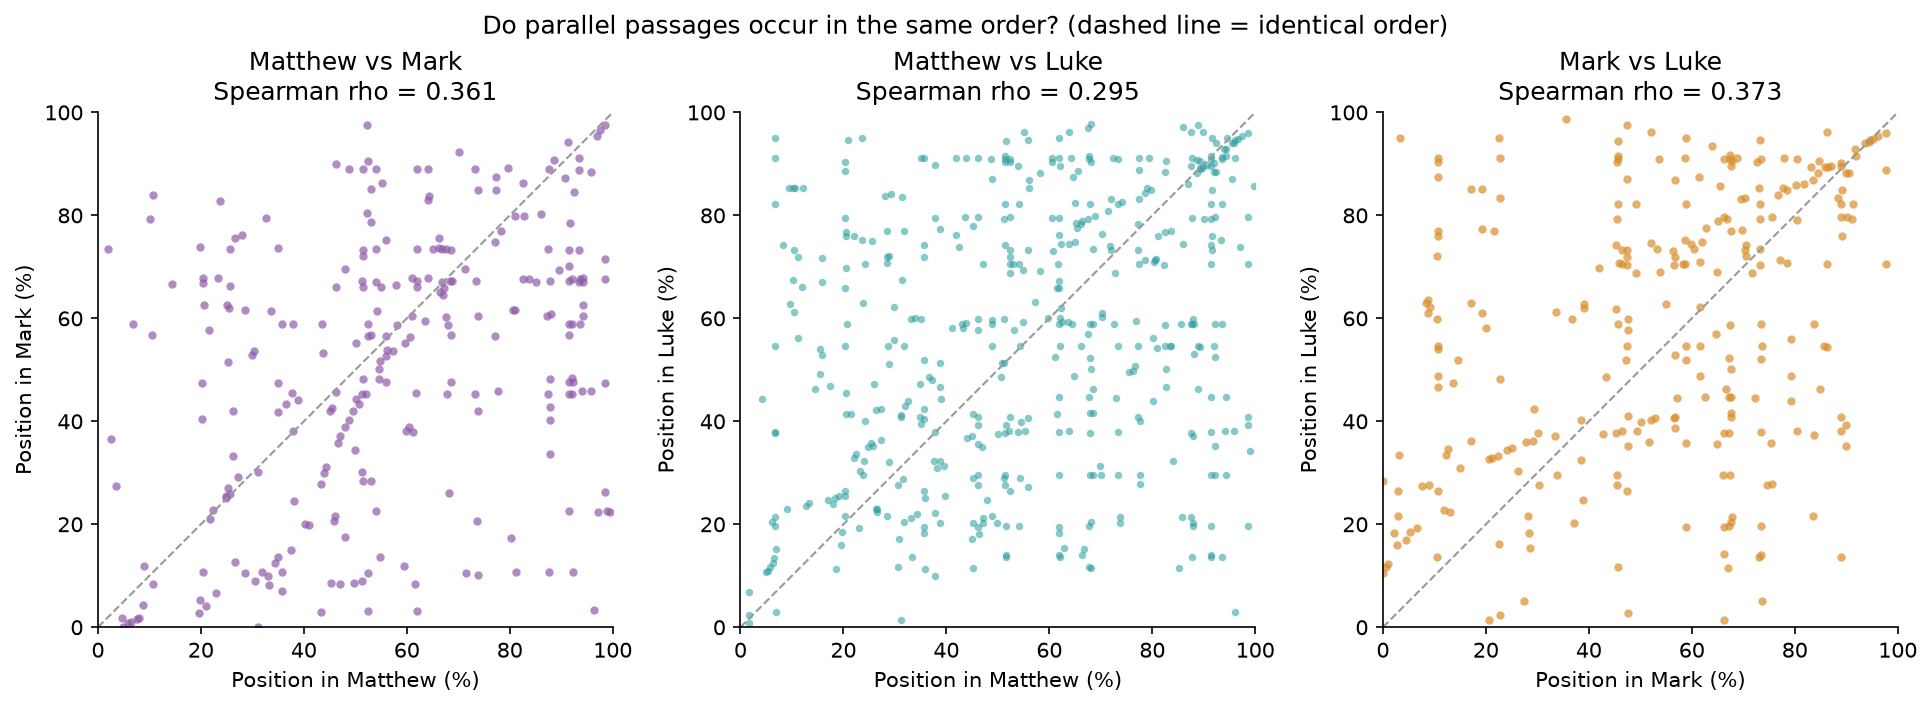 Do parallel passages occur in the same order? (dashed line = identical order)
Matthew vs Mark
Spearman rho = 0.361
Position in Mark (%)
100
80
60
40
20
0
0 20 40 60 80 100
Position in Matthew (%)
Matthew vs Luke
Spearman rho = 0.295
Position in Luke (%)
100
80
60
40
20
0
0 20 40 60 80 100
Position in Matthew (%)
Mark vs Luke
Spearman rho = 0.373
Position in Luke (%)
100
80
60
40
20
0
0 20 40 60 80 100
Position in Mark (%)